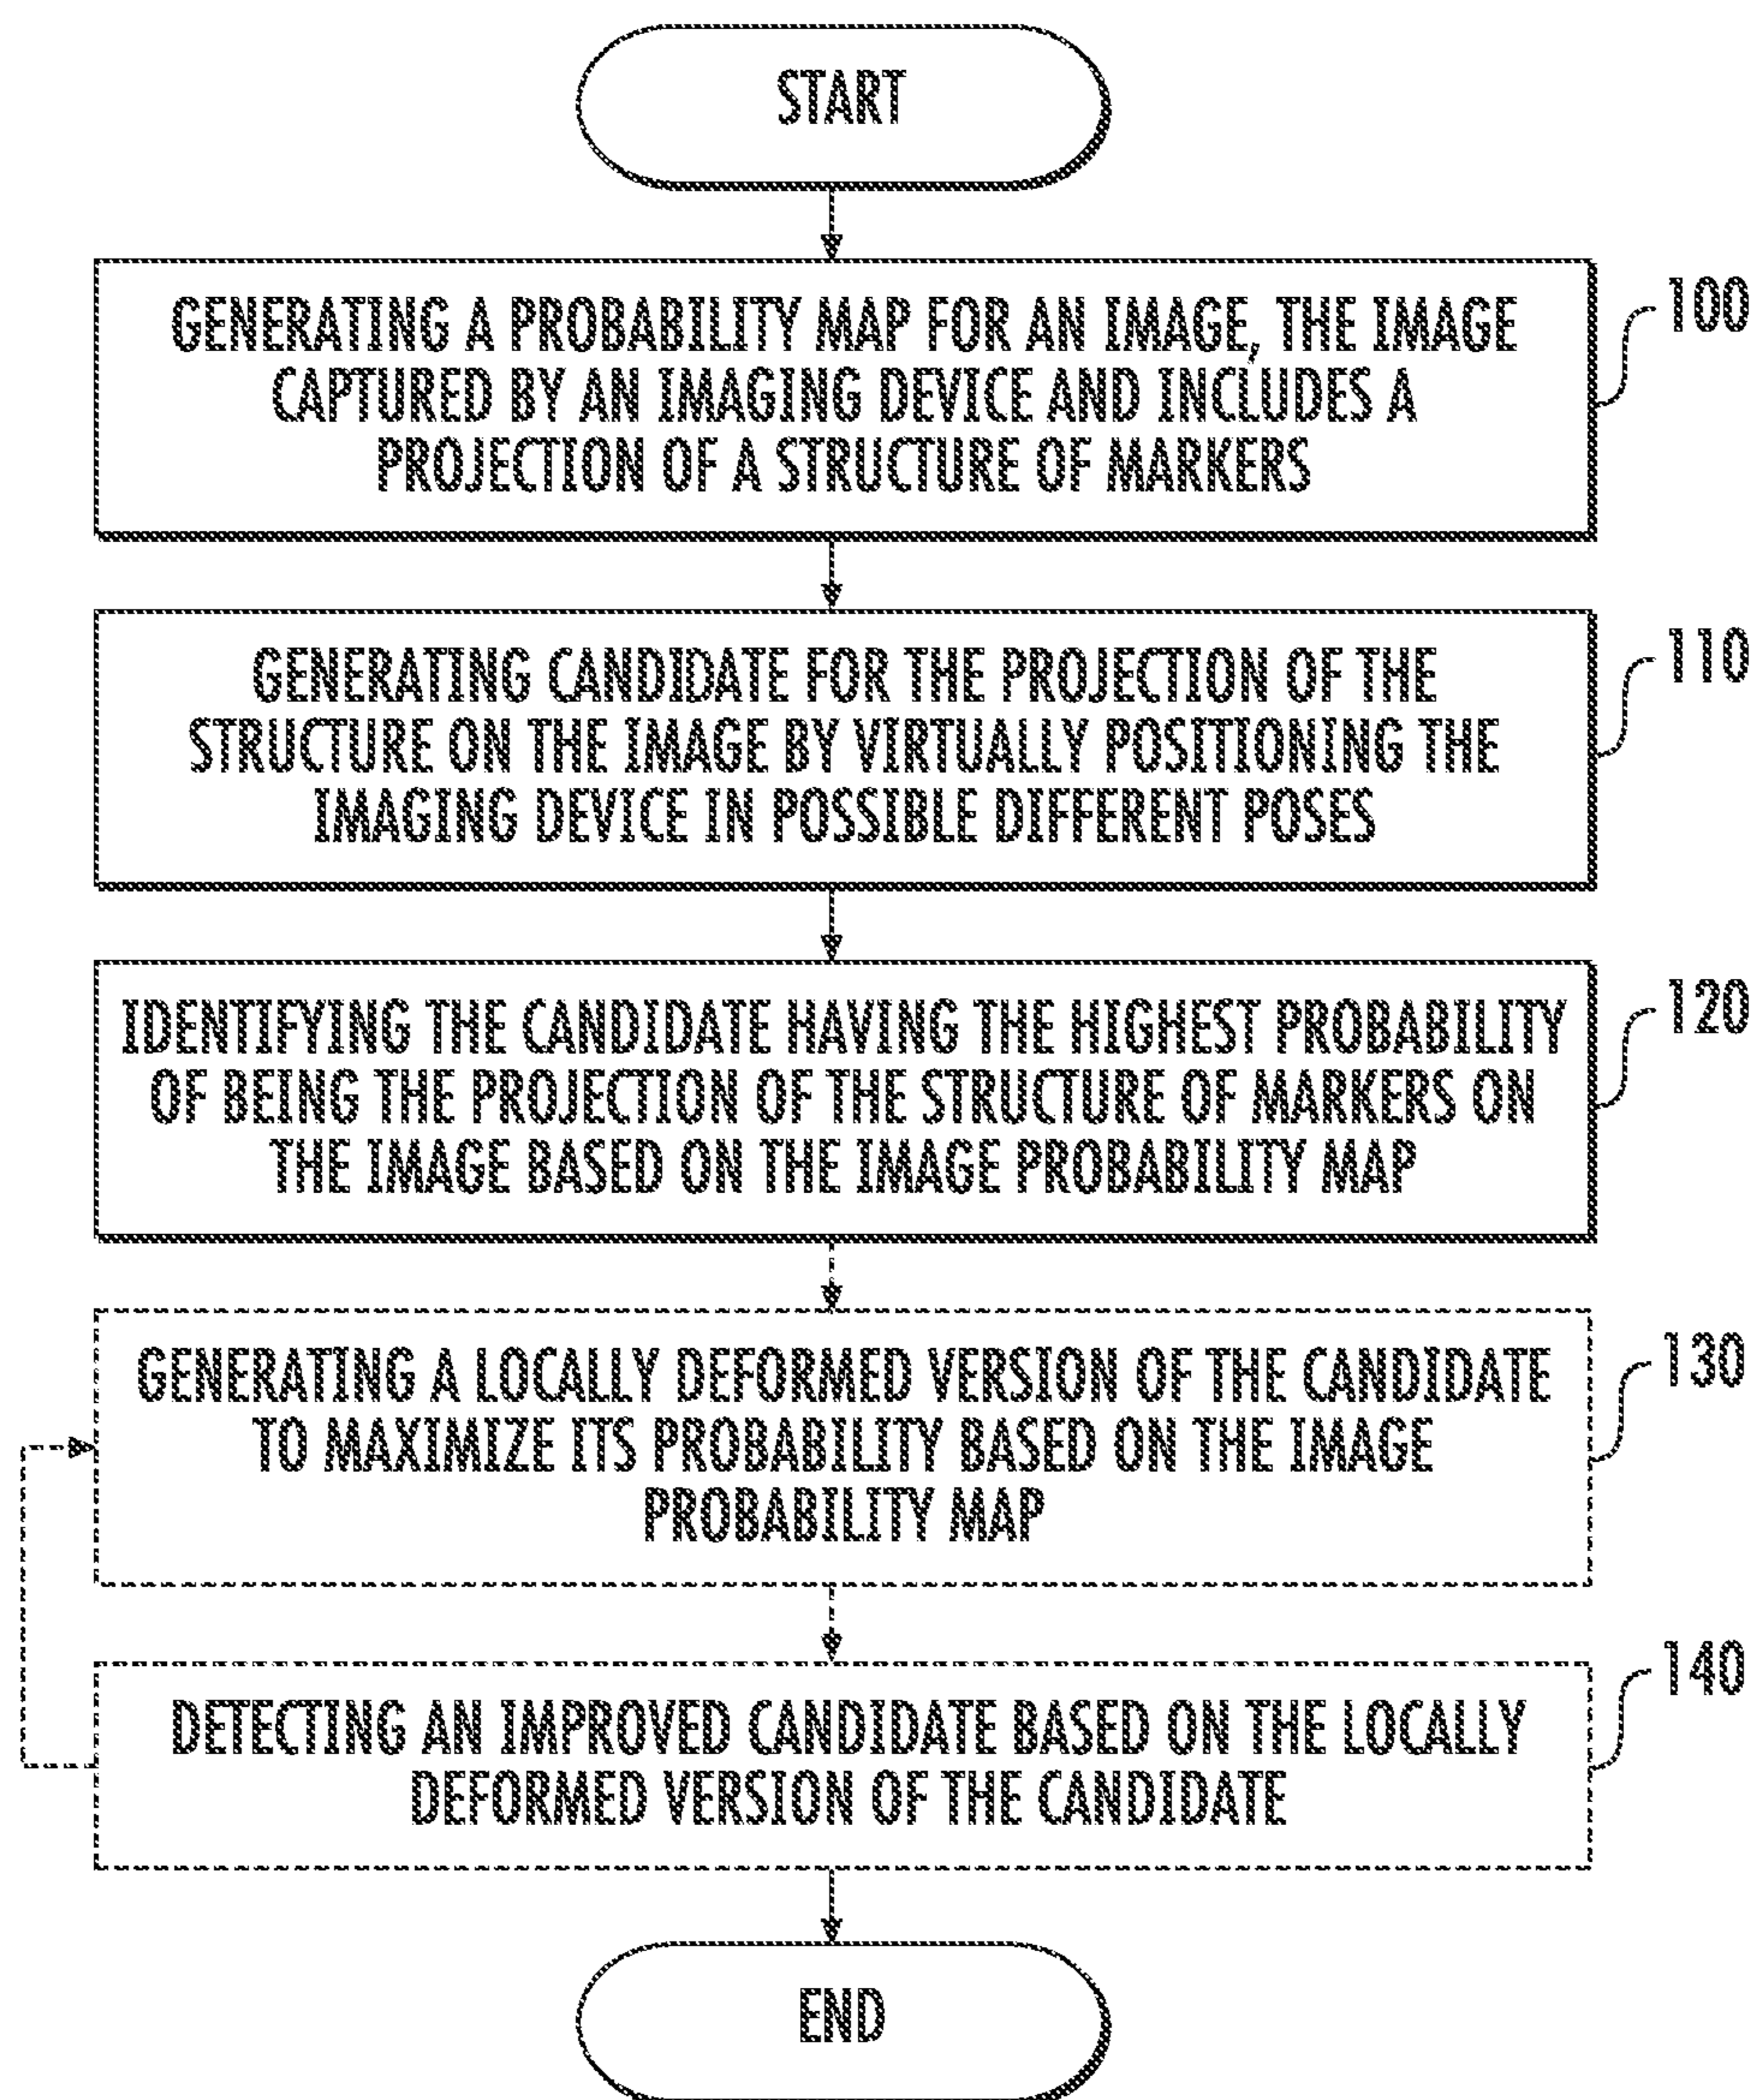 START
GENERATING A PROBABILITY MAP FOR AN IMAGE, THE IMAGE
CAPTURED BY AN IMAGING DEVICE AND INCLUDES A
PROJECTION OF A STRUCTURE OF MARKERS
100
GENERATING CANDIDATE FOR THE PROJECTION OF THE
STRUCTURE ON THE IMAGE BY VIRTUALLY POSITIONING THE
IMAGING DEVICE IN POSSIBLE DIFFERENT POSES
110
IDENTIFYING THE CANDIDATE HAVING THE HIGHEST PROBABILITY
OF BEING THE PROJECTION OF THE STRUCTURE OF MARKERS ON
THE IMAGE BASED ON THE IMAGE PROBABILITY MAP
120
GENERATING A LOCALLY DEFORMED VERSION OF THE CANDIDATE
TO MAXIMIZE ITS PROBABILITY BASED ON THE IMAGE
PROBABILITY MAP
130
DETECTING AN IMPROVED CANDIDATE BASED ON THE LOCALLY
DEFORMED VERSION OF THE CANDIDATE
140
END